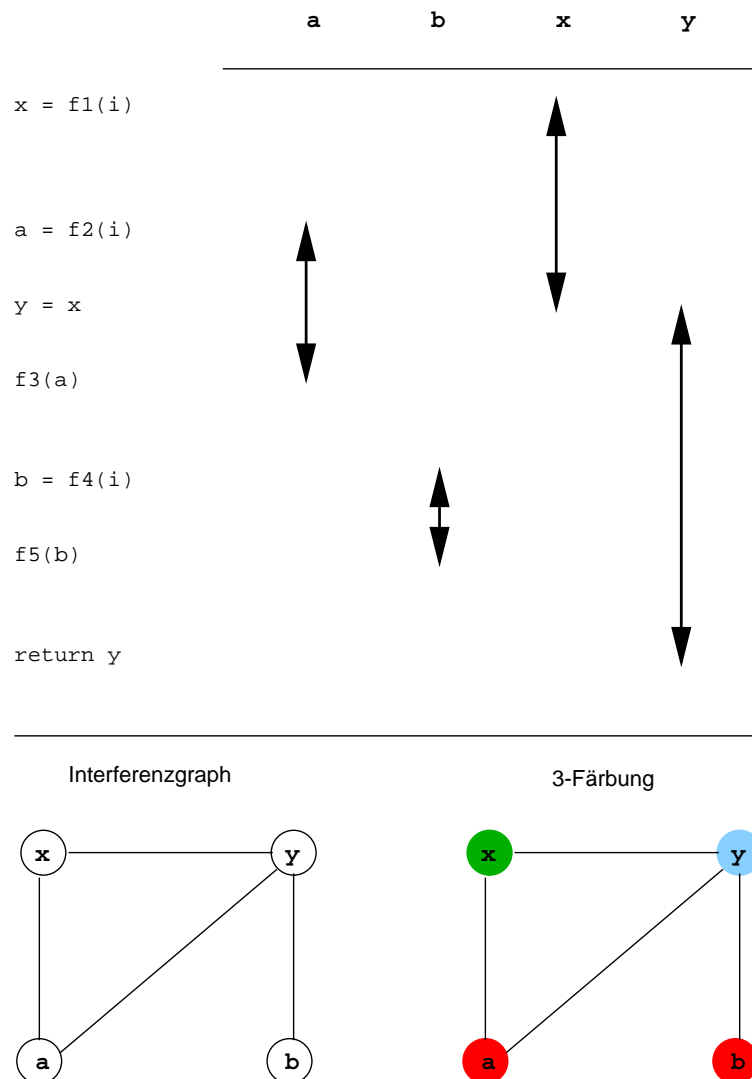 a b x y
x = f1(i)
a = f2(i)
y = x
f3(a)
b = f4(i)
f5(b)
return y
Interferenzgraph 3-Färbung
x y x y
a b a b